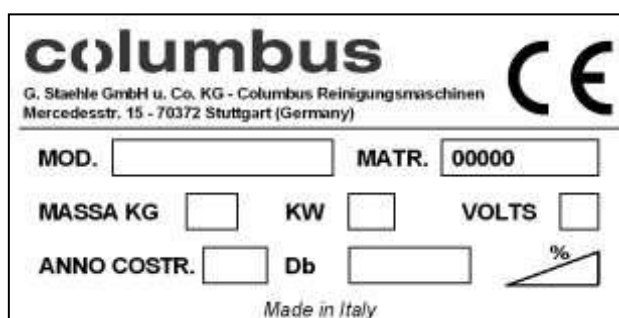 columbus
CE
G. Staehle GmbH u. Co. KG - Columbus Reinigungsmaschinen
Mercedesstr. 15 - 70372 Stuttgart (Germany)
MOD. MATR. 00000
MASSA KG KW VOLTS
ANNO COSTR. Db %
Made in Italy